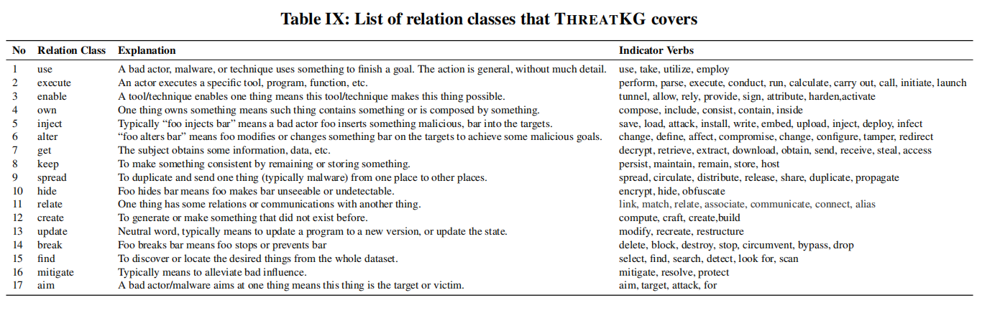 Table IX: List of relation classes that THREATKG covers
No Relation Class Explanation Indicator Verbs
1 use A bad actor, malware, or technique uses something to finish a goal. The action is general, without much detail. use, take, utilize, employ
2 execute An actor executes a specific tool, program, function, etc. perform, parse, execute, conduct, run, calculate, carry out, call, initiate, launch
3 enable A tool/technique enables one thing means this tool/technique makes this thing possible. tunnel, allow, rely, provide, sign, attribute, harden,activate
4 own One thing owns something means such thing contains something or is composed by something. compose, include, consist, contain, inside
5 inject Typically “foo injects bar” means a bad actor foo inserts something malicious, bar into the targets. save, load, attack, install, write, embed, upload, inject, deploy, infect
6 alter “foo alters bar” means foo modifies or changes something bar on the targets to achieve some malicious goals. change, define, affect, compromise, change, configure, tamper, redirect
7 get The subject obtains some information, data, etc. decrypt, retrieve, extract, download, obtain, send, receive, steal, access
8 keep To make something consistent by remaining or storing something. persist, maintain, remain, store, host
9 spread To duplicate and send one thing (typically malware) from one place to other places. spread, circulate, distribute, release, share, duplicate, propagate
10 hide Foo hides bar means foo makes bar unseeable or undetectable. encrypt, hide, obfuscate
11 relate One thing has some relations or communications with another thing. link, match, relate, associate, communicate, connect, alias
12 create To generate or make something that did not exist before. compute, craft, create,build
13 update Neutral word, typically means to update a program to a new version, or update the state. modify, recreate, restructure
14 break Foo breaks bar means foo stops or prevents bar delete, block, destroy, stop, circumvent, bypass, drop
15 find To discover or locate the desired things from the whole dataset. select, find, search, detect, look for, scan
16 mitigate Typically means to alleviate bad influence. mitigate, resolve, protect
17 aim A bad actor/malware aims at one thing means this thing is the target or victim. aim, target, attack, for